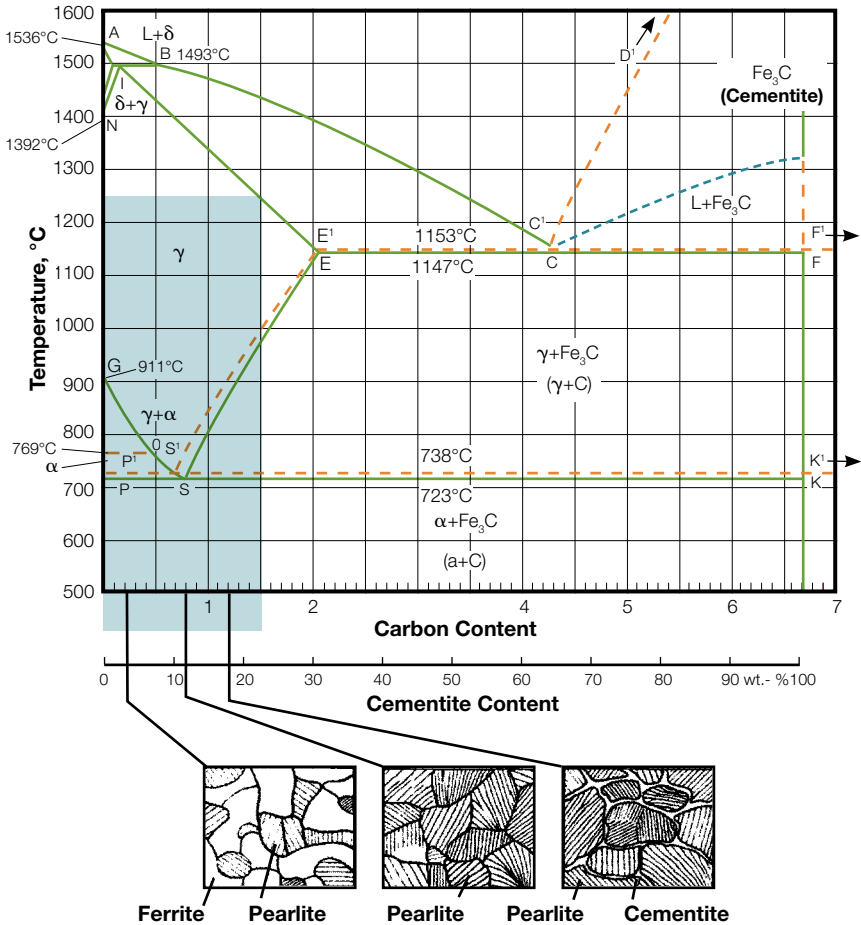 1600
A
L+δ
1536°C
B 1493°C
1500
I
δ+γ
1400
N
1392°C
D¹
Fe₃C
(Cementite)
1300
1200
L+Fe₃C
E¹
1153°C
C¹
F¹
γ
E
1147°C
C
F
1100
Temperature, °C
1000
γ+Fe₃C
(γ+C)
G
911°C
900
γ+α
800
0
S¹
769°C
α
P¹
738°C
K¹
700
P
S
723°C
K
α+Fe₃C
600
(a+C)
500
1 2 4 5 6 7
Carbon Content
0 10 20 30 40 50 60 70 80 90 wt.- %100
Cementite Content
Ferrite Pearlite Pearlite Pearlite Cementite